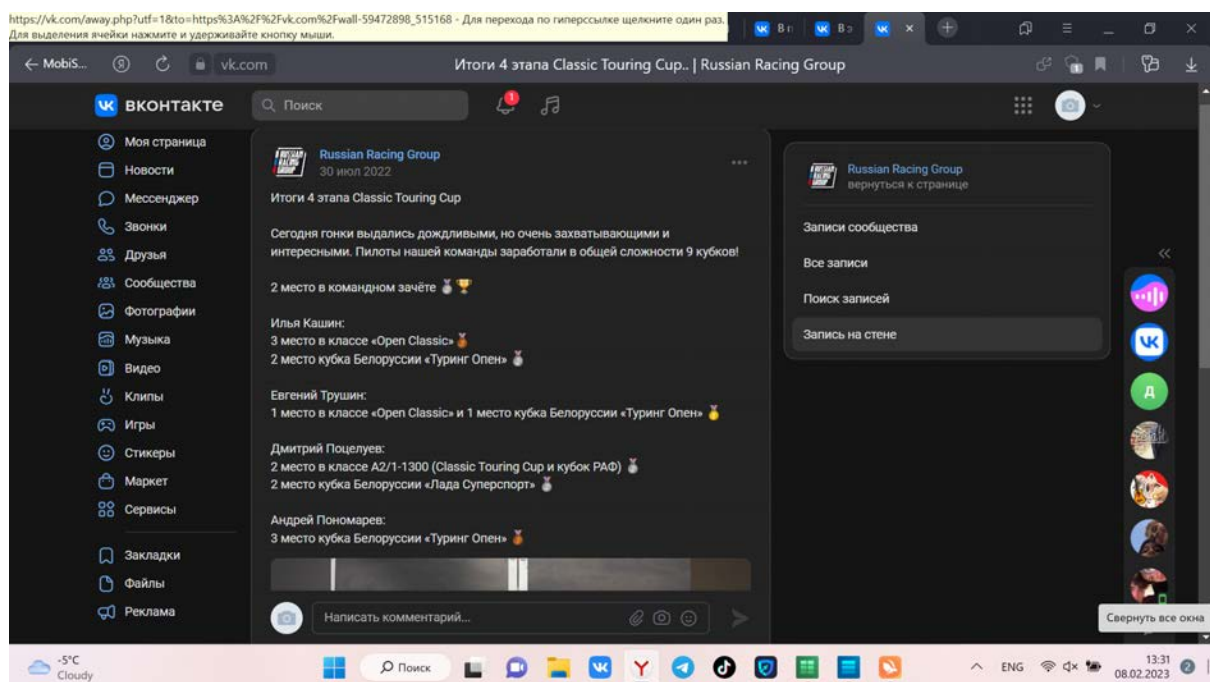 https://vk.com/away.php?utf=1&to=https%3A%2F%2Fvk.com%2Fwall-59472898_515168 - Для перехода по гиперссылке щелкните один раз.
Для выделения ячейки нажмите и удерживайте кнопку мыши.
MobiS...
vk.com
Итоги 4 этапа Classic Touring Cup.. | Russian Racing Group
вконтакте
Поиск
1
Моя страница
Новости
Мессенджер
Звонки
Друзья
Сообщества
Фотографии
Музыка
Видео
Клипы
Игры
Стикеры
Маркет
Сервисы
Закладки
Файлы
Реклама
Russian Racing Group
30 июл 2022
Итоги 4 этапа Classic Touring Cup
Сегодня гонки выдались дождливыми, но очень захватывающими и
интересными. Пилоты нашей команды заработали в общей сложности 9 кубков!
2 место в командном зачёте 🥈🏆
Илья Кашин:
3 место в классе «Open Classic» 🥉
2 место кубка Белоруссии «Туринг Опен» 🥈
Евгений Трушин:
1 место в классе «Open Classic» и 1 место кубка Белоруссии «Туринг Опен» 🥇
Дмитрий Поцелуев:
2 место в классе А2/1-1300 (Classic Touring Cup и кубок РАФ) 🥈
2 место кубка Белоруссии «Лада Суперспорт» 🥈
Андрей Пономарев:
3 место кубка Белоруссии «Туринг Опен» 🥉
Написать комментарий...
Russian Racing Group
вернуться к странице
Записи сообщества
Все записи
Поиск записей
Запись на стене
Д
Свернуть все окна
-5°C
Cloudy
Поиск
ENG
13:31
08.02.2023
2